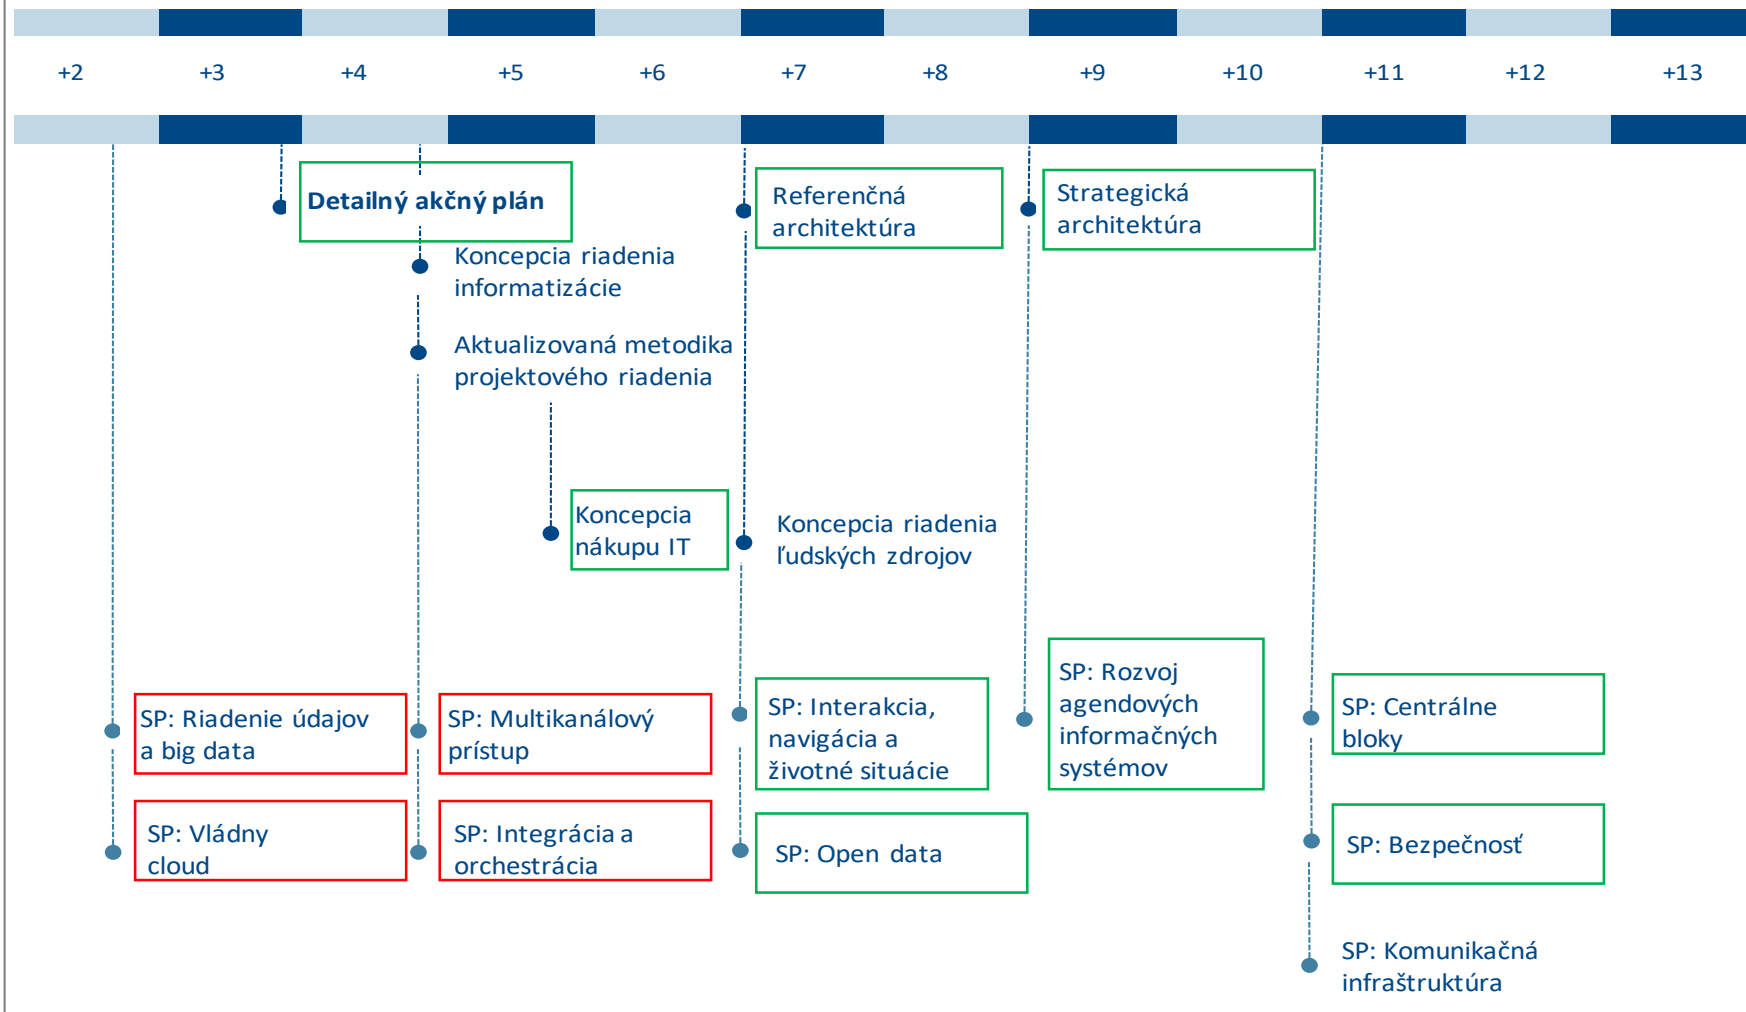 +2 +3 +4 +5 +6 +7 +8 +9 +10 +11 +12 +13
Detailný akčný plán
Referenčná
architektúra
Strategická
architektúra
Koncepcia riadenia
informatizácie
Aktualizovaná metodika
projektového riadenia
Koncepcia
nákupu IT
Koncepcia riadenia
ľudských zdrojov
SP: Riadenie údajov
a big data
SP: Multikanálový
prístup
SP: Interakcia,
navigácia a
životné situácie
SP: Rozvoj
agendových
informačných
systémov
SP: Centrálne
bloky
SP: Vládny
cloud
SP: Integrácia a
orchestrácia
SP: Open data
SP: Bezpečnosť
SP: Komunikačná
infraštruktúra